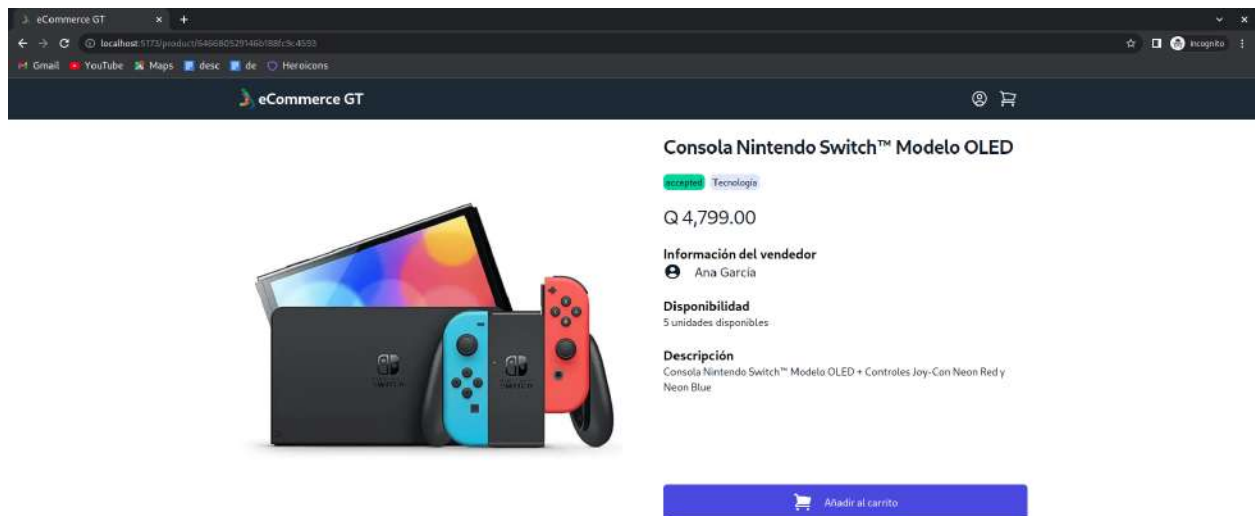 eCommerce GT
localhost:5173/product/646680529146b188fc9c4593
Incognito
Gmail YouTube Maps desc de Heroicons
eCommerce GT
Consola Nintendo Switch™ Modelo OLED
accepted Tecnología
Q 4,799.00
Información del vendedor
Ana García
Disponibilidad
5 unidades disponibles
Descripción
Consola Nintendo Switch™ Modelo OLED + Controles Joy-Con Neon Red y
Neon Blue
SWITCH
Añadir al carrito